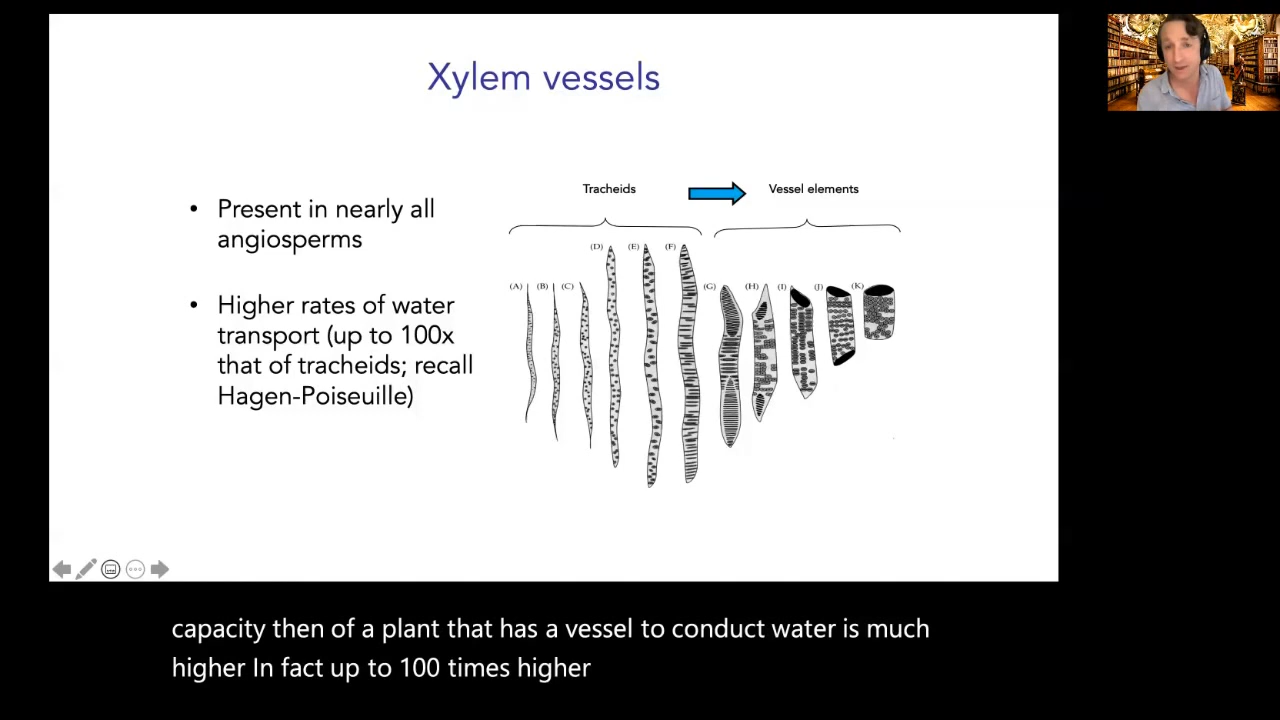 Xylem vessels
Tracheids
Vessel elements
• Present in nearly all
angiosperms
• Higher rates of water
transport (up to 100x
that of tracheids; recall
Hagen-Poiseuille)
(D) (E) (F)
(A) (B) (C) (G) (H) (I) (J) (K)
capacity then of a plant that has a vessel to conduct water is much
higher In fact up to 100 times higher